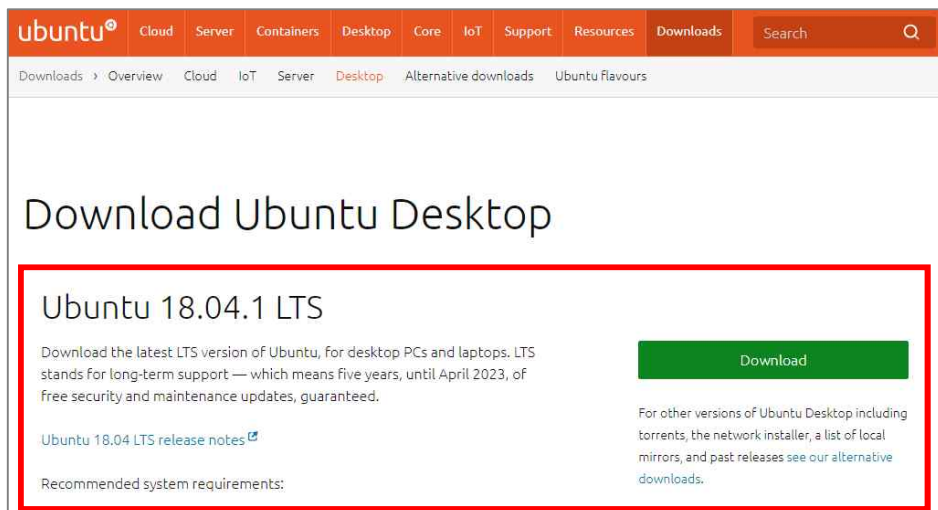 ubuntu Cloud Server Containers Desktop Core IoT Support Resources Downloads Search
Downloads › Overview Cloud IoT Server Desktop Alternative downloads Ubuntu flavours
Download Ubuntu Desktop
Ubuntu 18.04.1 LTS
Download the latest LTS version of Ubuntu, for desktop PCs and laptops. LTS
stands for long-term support — which means five years, until April 2023, of
free security and maintenance updates, guaranteed.
Ubuntu 18.04 LTS release notes
Recommended system requirements:
Download
For other versions of Ubuntu Desktop including
torrents, the network installer, a list of local
mirrors, and past releases see our alternative
downloads.